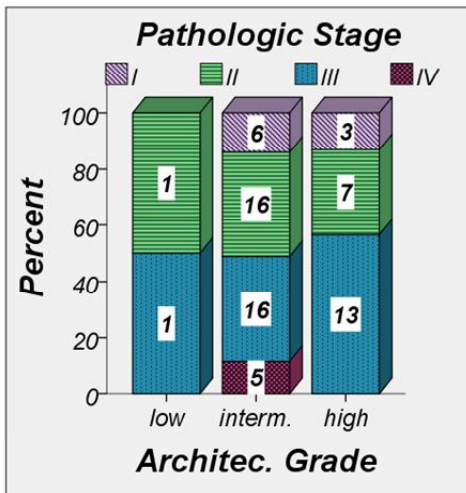 Pathologic Stage
I II III IV
Percent
100
80
60
40
20
0
6 3
1 16 7
1 16 13
5
low interm. high
Architec. Grade